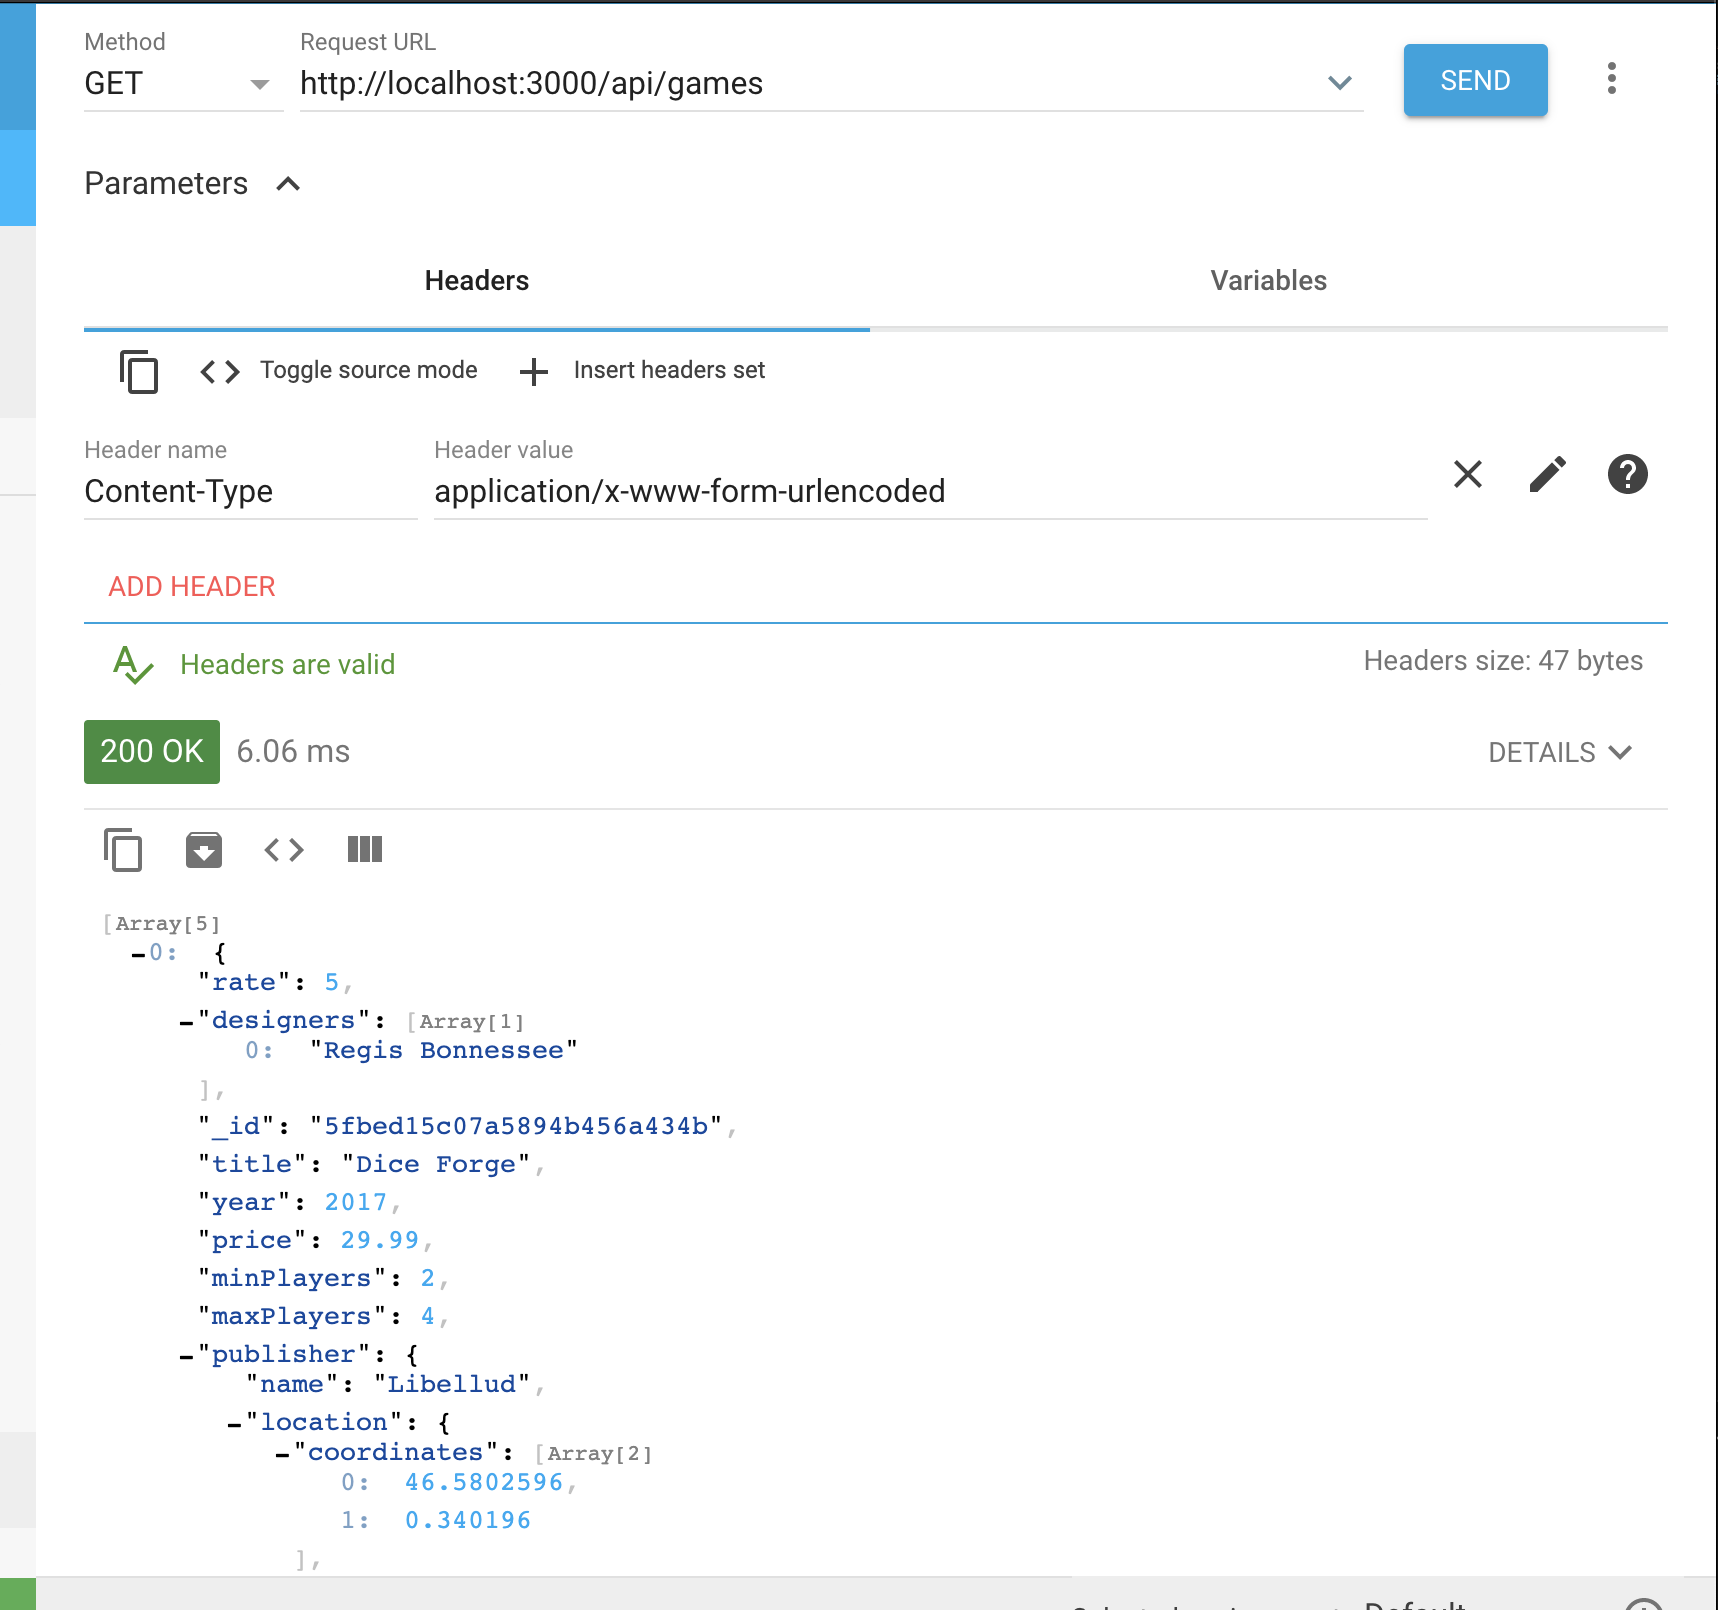 Method
Request URL
GET
http://localhost:3000/api/games
SEND
Parameters
Headers
Variables
Toggle source mode
Insert headers set
Header name
Header value
Content-Type
application/x-www-form-urlencoded
ADD HEADER
Headers are valid
Headers size: 47 bytes
200 OK
6.06 ms
DETAILS
[Array[5]
0: {
"rate": 5,
"designers": [Array[1]
0: "Regis Bonnessee"
],
"_id": "5fbed15c07a5894b456a434b",
"title": "Dice Forge",
"year": 2017,
"price": 29.99,
"minPlayers": 2,
"maxPlayers": 4,
"publisher": {
"name": "Libellud",
"location": {
"coordinates": [Array[2]
0: 46.5802596,
1: 0.340196
],
Default